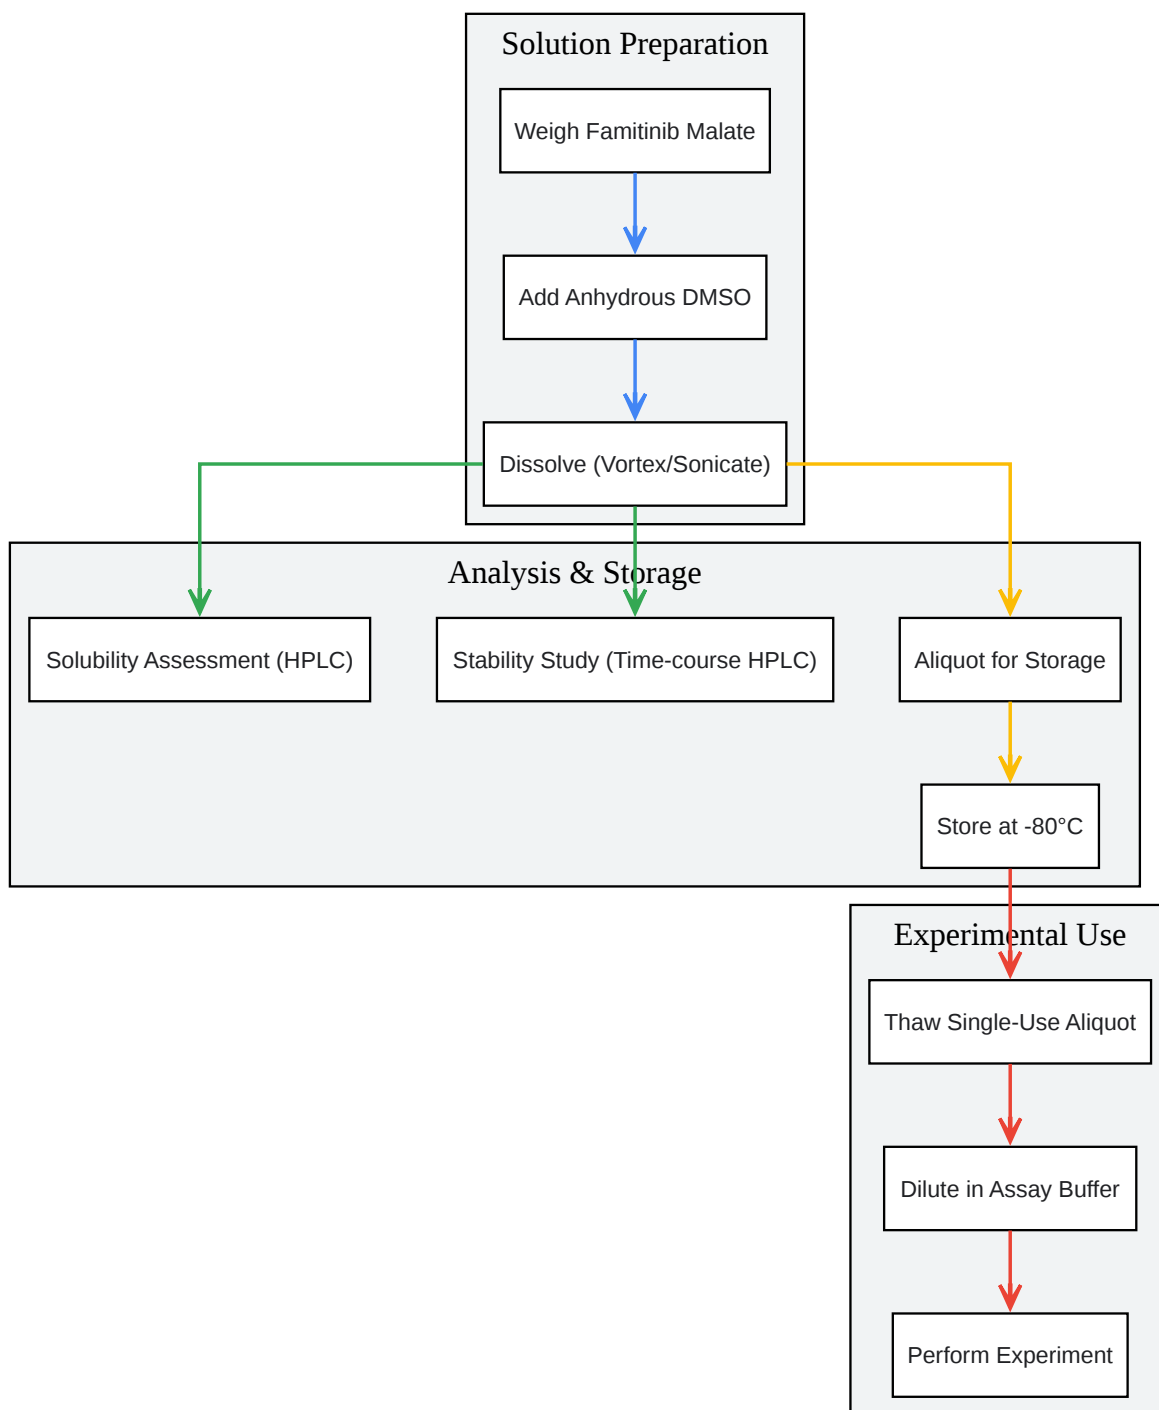 Solution Preparation
Weigh Famitinib Malate
Add Anhydrous DMSO
Dissolve (Vortex/Sonicate)
Analysis & Storage
Solubility Assessment (HPLC)
Stability Study (Time-course HPLC)
Aliquot for Storage
Store at -80°C
Experimental Use
Thaw Single-Use Aliquot
Dilute in Assay Buffer
Perform Experiment